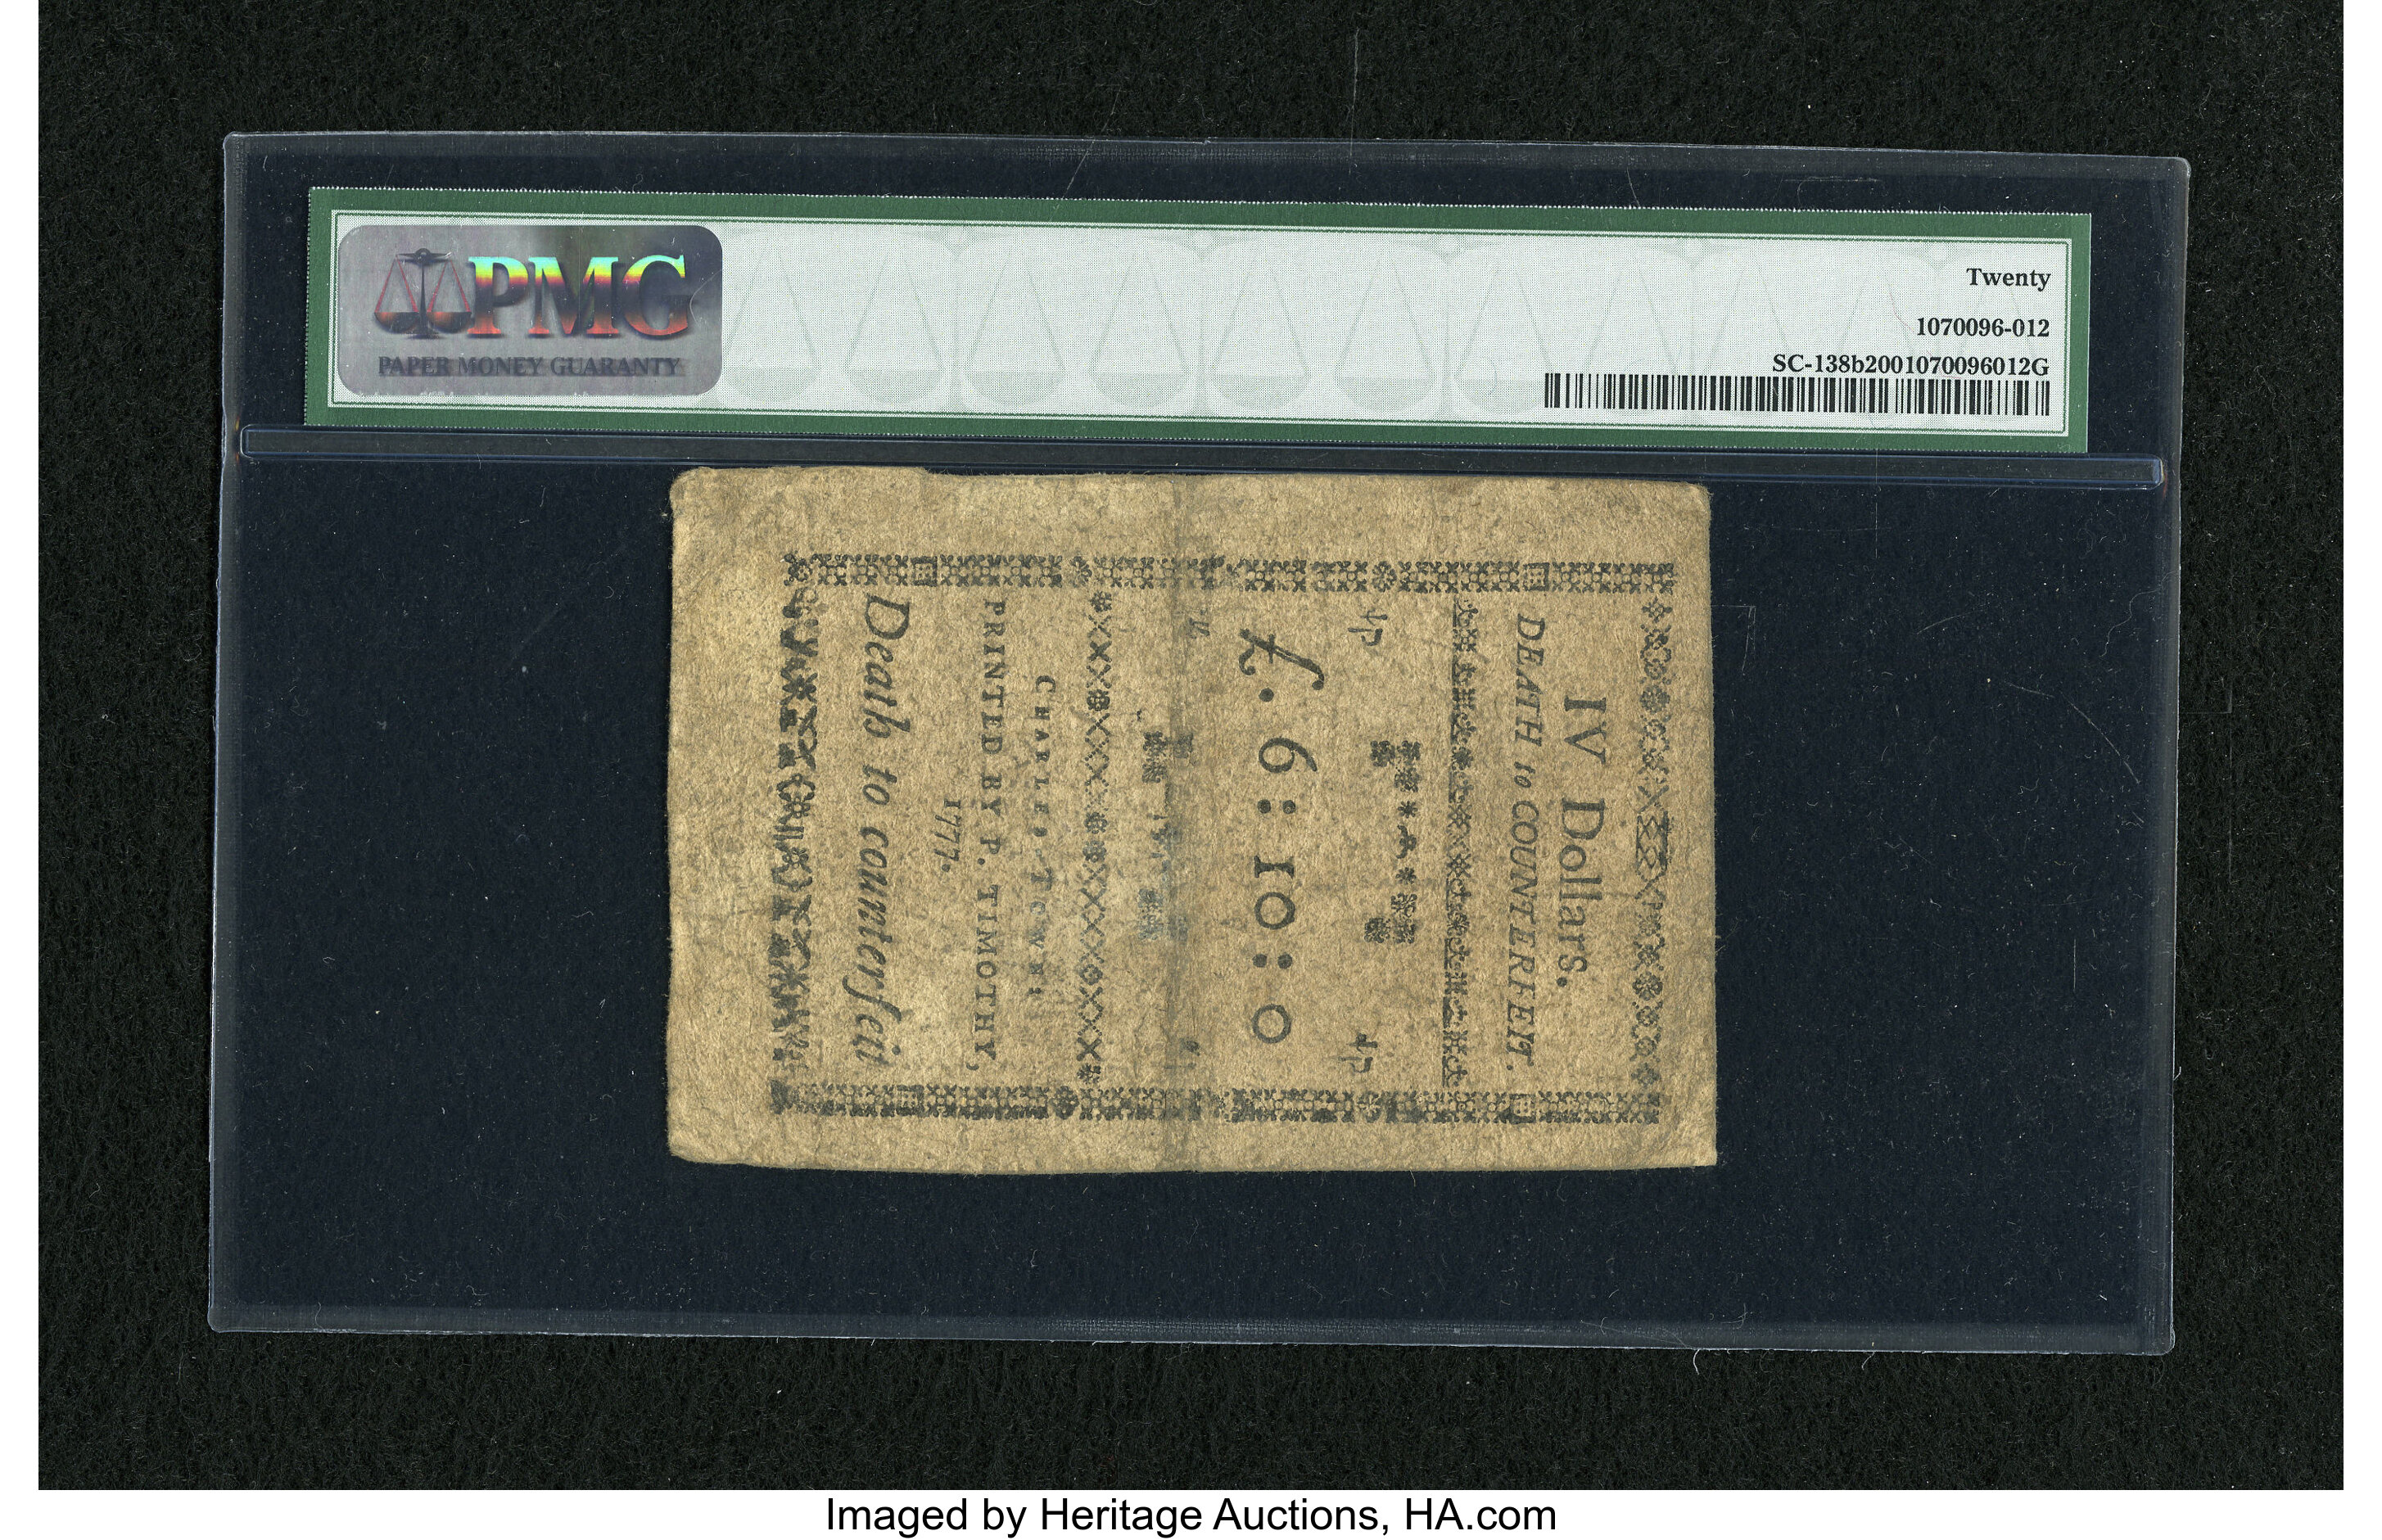 PMG
PAPER MONEY GUARANTY
Twenty
1070096-012
SC-138b2001070096012G
IV Dollars.
DEATH to COUNTERFEIT.
£. 6 : 10 : 0
CHARLES-TOWN:
PRINTED BY P. TIMOTHY,
1777.
Death to counterfeit
Imaged by Heritage Auctions, HA.com